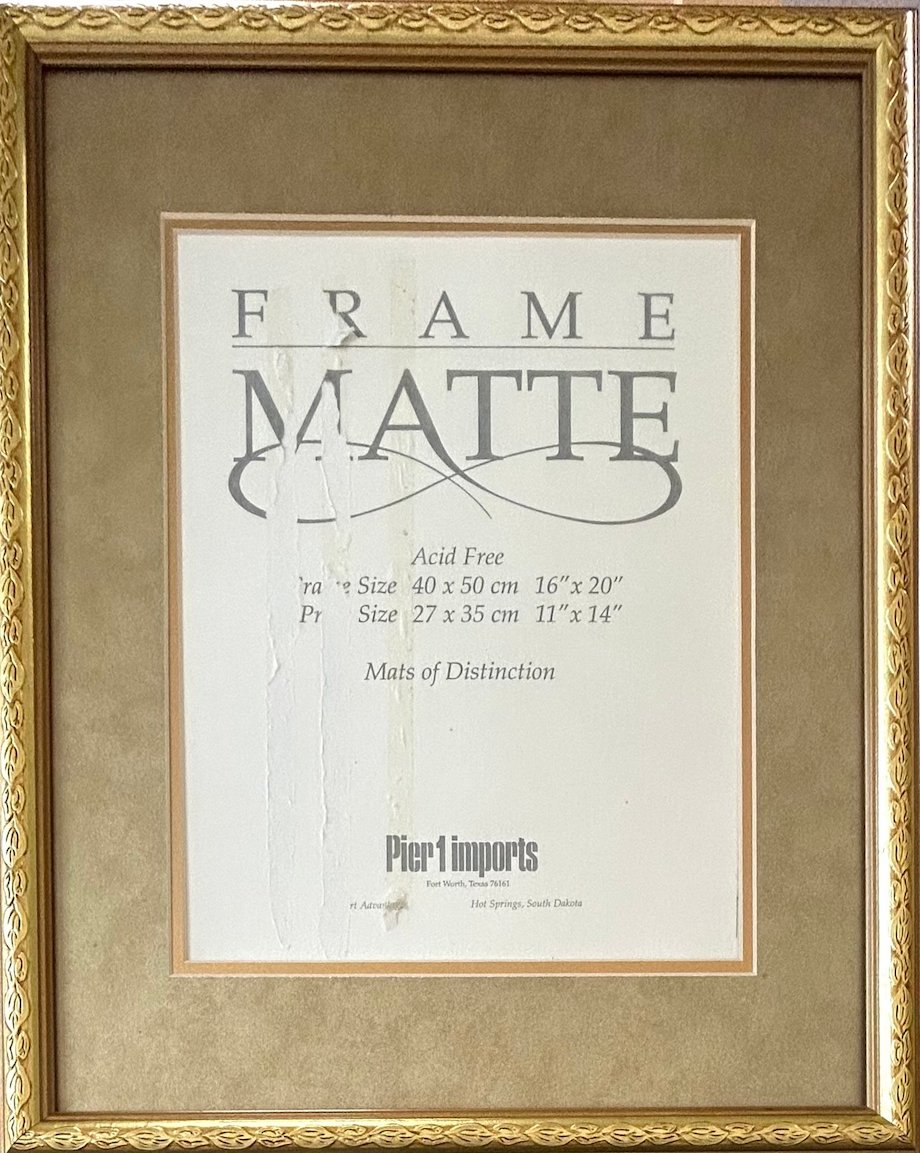 FRAME
MATTE
Acid Free
Size 40 x 50 cm 16”x 20”
Size 27 x 35 cm 11”x 14”
Mats of Distinction
Pier 1 imports
Fort Worth, Texas 76161
Hot Springs, South Dakota